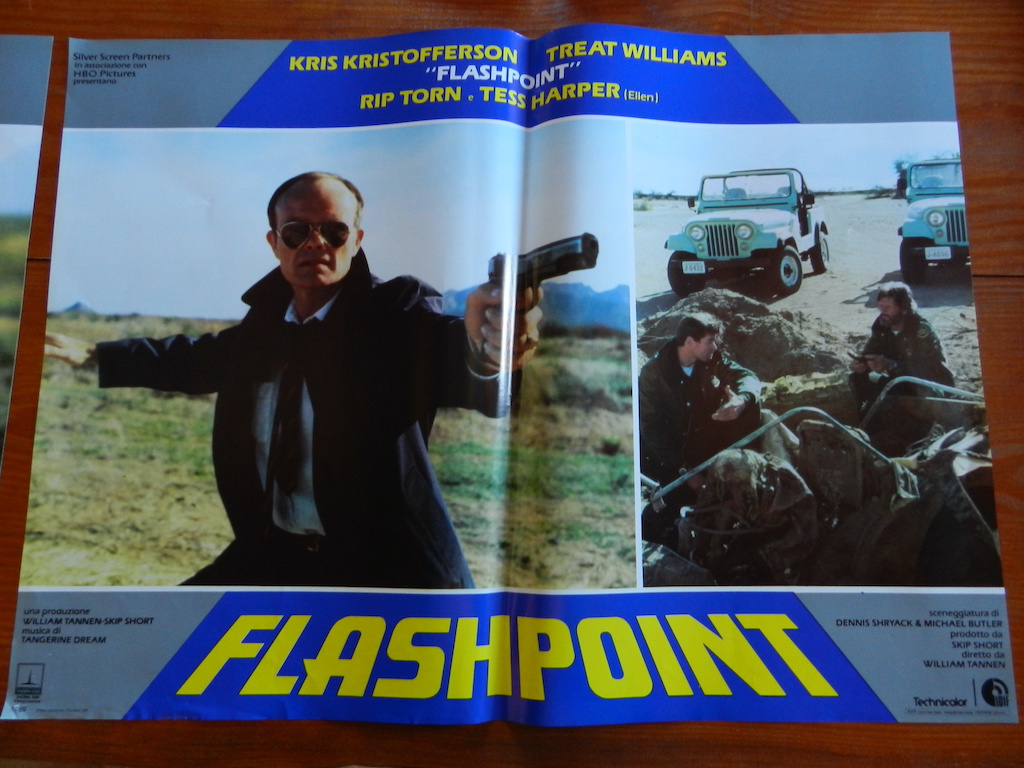 Silver Screen Partners
in associazione con
HBO Pictures
presentano
KRIS KRISTOFFERSON TREAT WILLIAMS
"FLASHPOINT"
RIP TORN e TESS HARPER (Ellen)
J-5432
una produzione
WILLIAM TANNEN-SKIP SHORT
musica di
TANGERINE DREAM
FLASHPOINT
sceneggiatura di
DENNIS SHRYACK & MICHAEL BUTLER
prodotto da
SKIP SHORT
diretto da
WILLIAM TANNEN
Technicolor